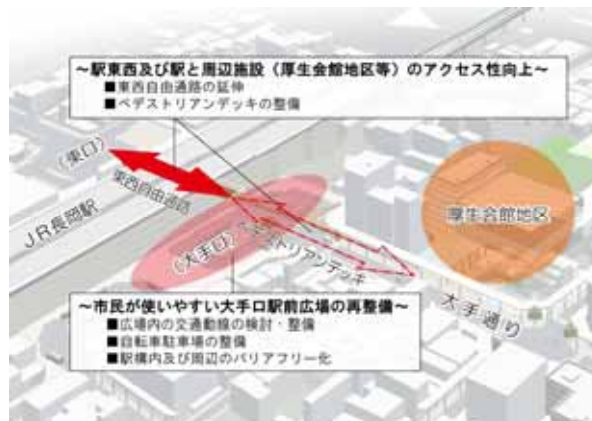 ～駅東西及び駅と周辺施設（厚生会館地区等）のアクセス性向上～
■東西自由通路の延伸
■ペデストリアンデッキの整備
（東口）
東西自由通路
JR長岡駅
（大手口）
ペデストリアンデッキ
厚生会館地区
大手通り
～市民が使いやすい大手口駅前広場の再整備～
■広場内の交通動線の検討・整備
■自転車駐車場の整備
■駅構内及び周辺のバリアフリー化